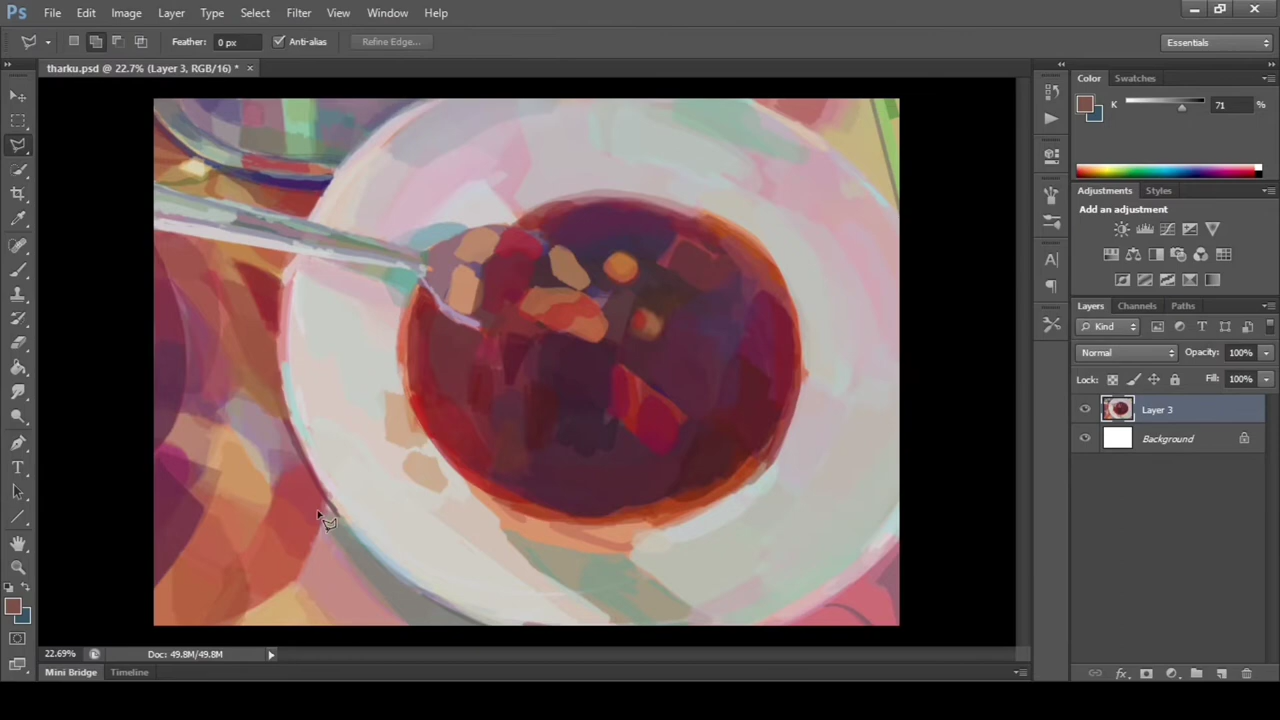 Ps File Edit Image Layer Type Select Filter View Window Help
Feather: 0 px Anti-alias Refine Edge... Essentials
tharku.psd @ 22.7% (Layer 3, RGB/16) * ×
Color Swatches
K 71 %
Adjustments Styles
Add an adjustment
Layers Channels Paths
Kind
Normal Opacity: 100%
Lock: Fill: 100%
Layer 3
Background
22.69% Doc: 49.8M/49.8M
Mini Bridge Timeline